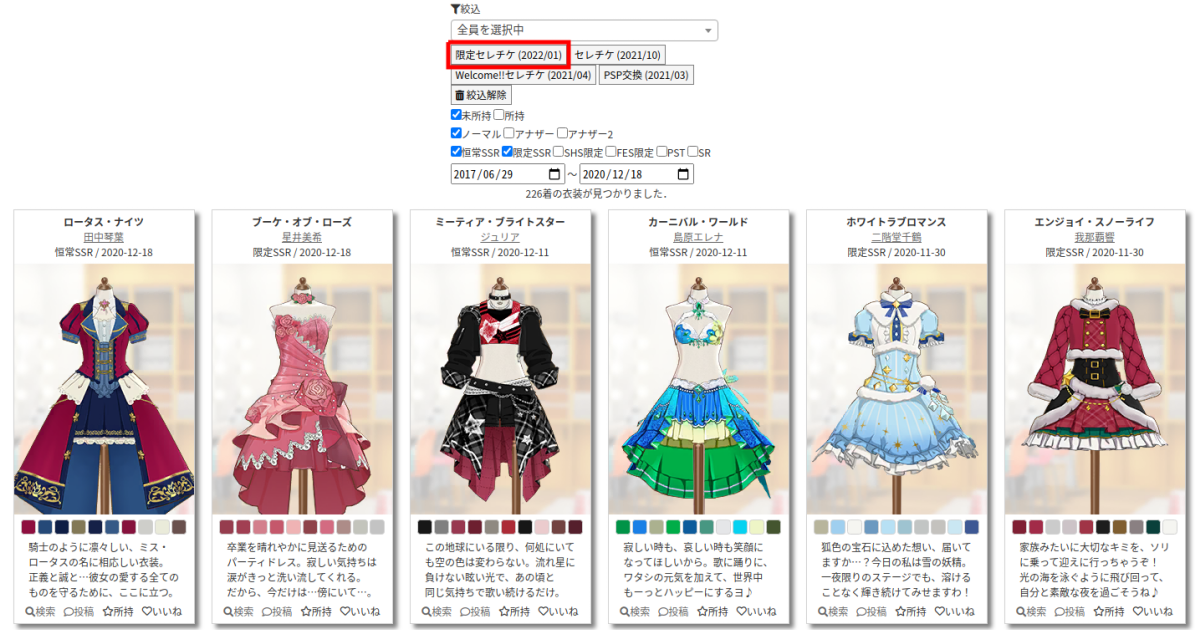 絞込
全員を選択中
限定セレチケ (2022/01) セレチケ (2021/10)
Welcome!!セレチケ (2021/04) PSP交換 (2021/03)
絞込解除
未所持 所持
ノーマル アナザー アナザー2
恒常SSR 限定SSR SHS限定 FES限定 PST SR
2017/06/29 ～ 2020/12/18
226着の衣装が見つかりました．
ロータス・ナイツ
田中琴葉
恒常SSR / 2020-12-18
騎士のように凛々しい、ミス・
ロータスの名に相応しい衣装。
正義と誠と…彼女の愛する全ての
ものを守るために、ここに立つ。
検索 投稿 所持 いいね
ブーケ・オブ・ローズ
星井美希
限定SSR / 2020-12-18
卒業を晴れやかに見送るための
パーティドレス。寂しい気持ちは
涙がきっと洗い流してくれる。
だから、今だけは…傍にいて…。
検索 投稿 所持 いいね
ミーティア・ブライトスター
ジュリア
恒常SSR / 2020-12-11
この地球にいる限り、何処にいて
も空の色は変わらない。流れ星に
負けない眩い光で、あの頃と
同じ気持ちで歌い続けるだけ。
検索 投稿 所持 いいね
カーニバル・ワールド
島原エレナ
恒常SSR / 2020-12-11
寂しい時も、哀しい時も笑顔に
なってほしいから。歌に踊りに、
ワタシの元気を加えて、世界中
もーっとハッピーにするヨ♪
検索 投稿 所持 いいね
ホワイトラブロマンス
二階堂千鶴
限定SSR / 2020-11-30
狐色の宝石に込めた想い、届いて
ますか…？今日の私は雪の妖精。
一夜限りのステージでも、溶ける
ことなく輝き続けてみせますわ！
検索 投稿 所持 いいね
エンジョイ・スノーライフ
我那覇響
限定SSR / 2020-11-30
家族みたいに大切なキミを、ソリ
に乗って迎えに行っちゃうぞ！
光の海を泳ぐように飛び回って、
自分と素敵な夜を過ごそうね♪
検索 投稿 所持 いいね